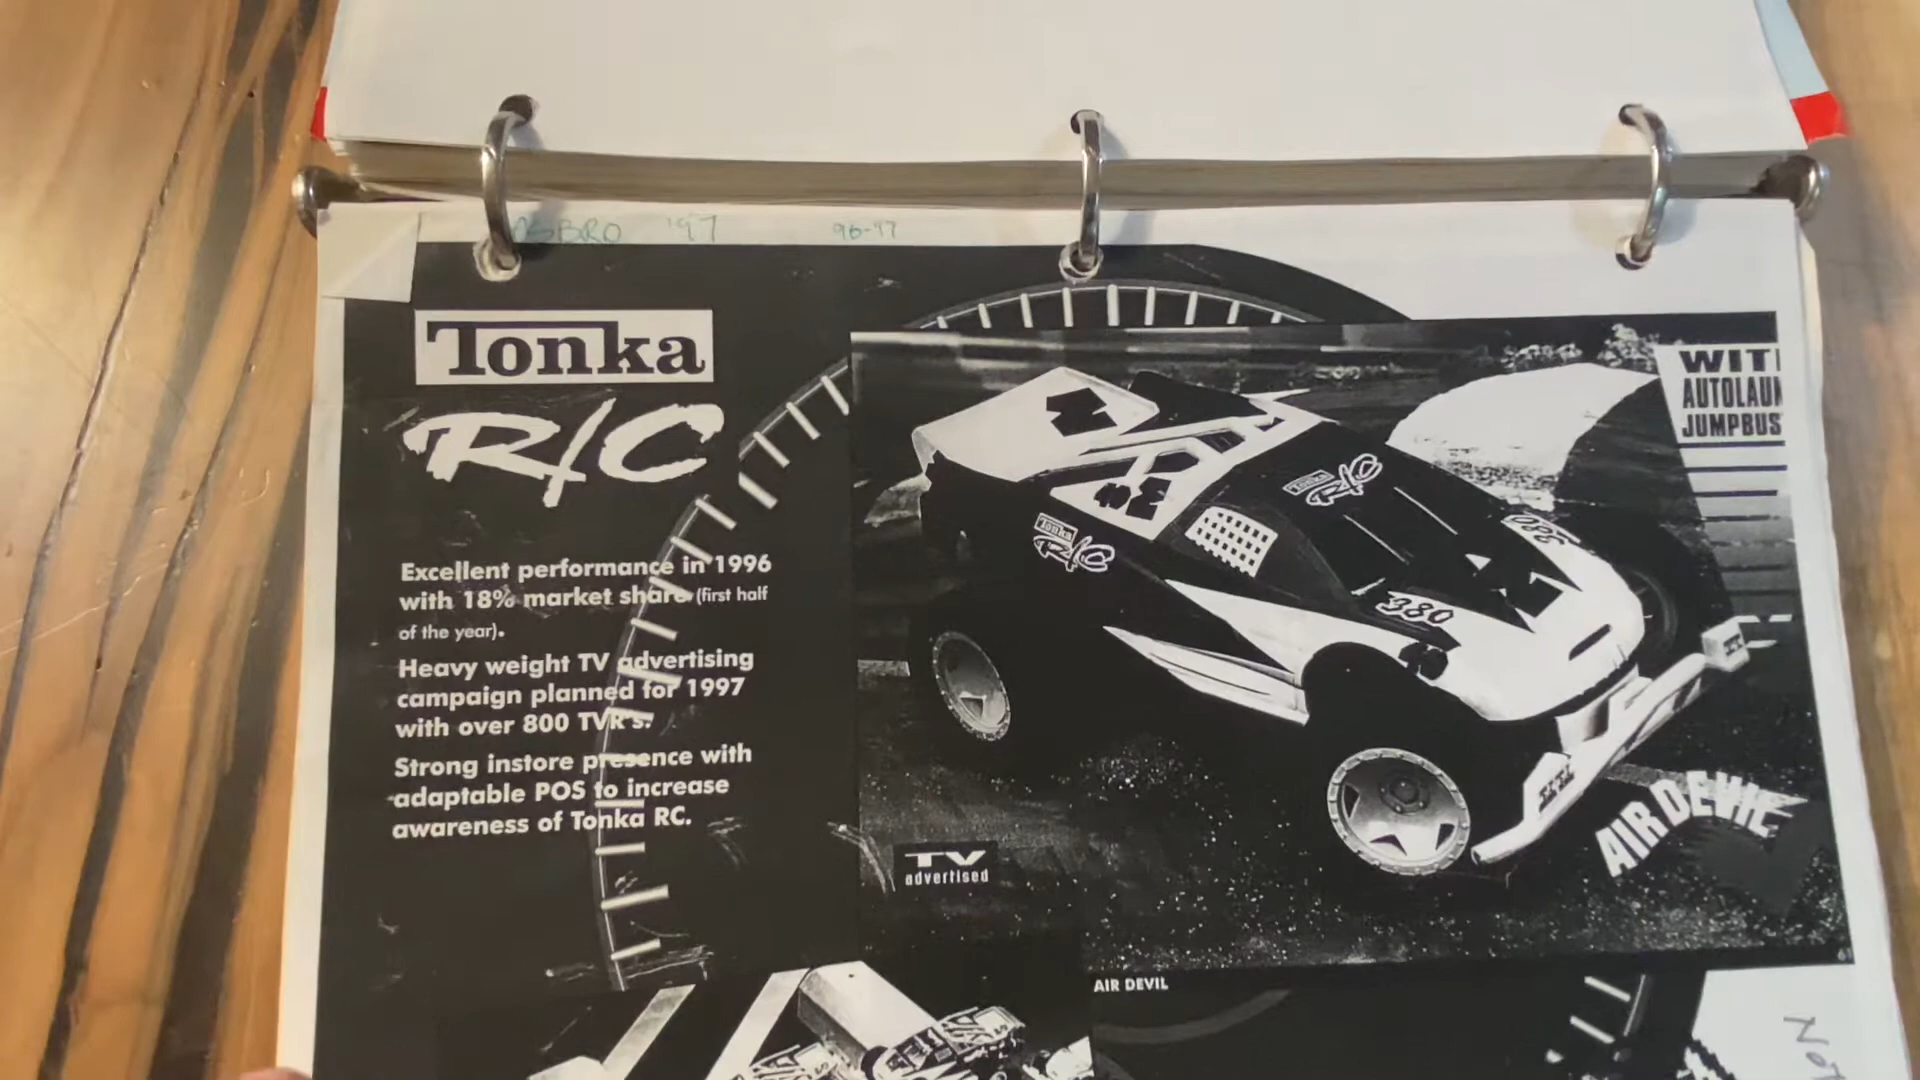 '97 96-97
Tonka
R/C
Excellent performance in 1996
with 18% market share (first half
of the year).
Heavy weight TV advertising
campaign planned for 1997
with over 800 TVR's.
Strong instore presence with
adaptable POS to increase
awareness of Tonka RC.
TV
advertised
Tonka
R/C
Tonka
R/C
380
380
AIR DEVIL
AIR DEVIL